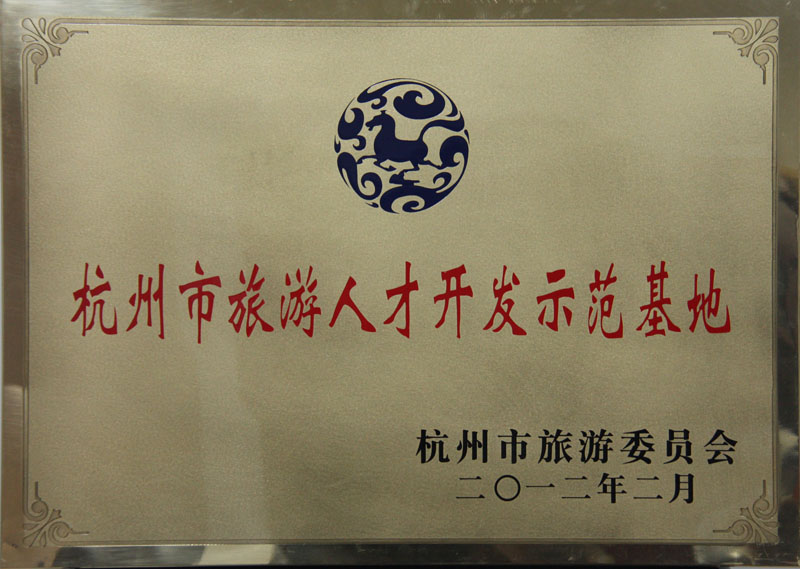 杭州市旅游人才开发示范基地
杭州市旅游委员会
二〇一二年二月